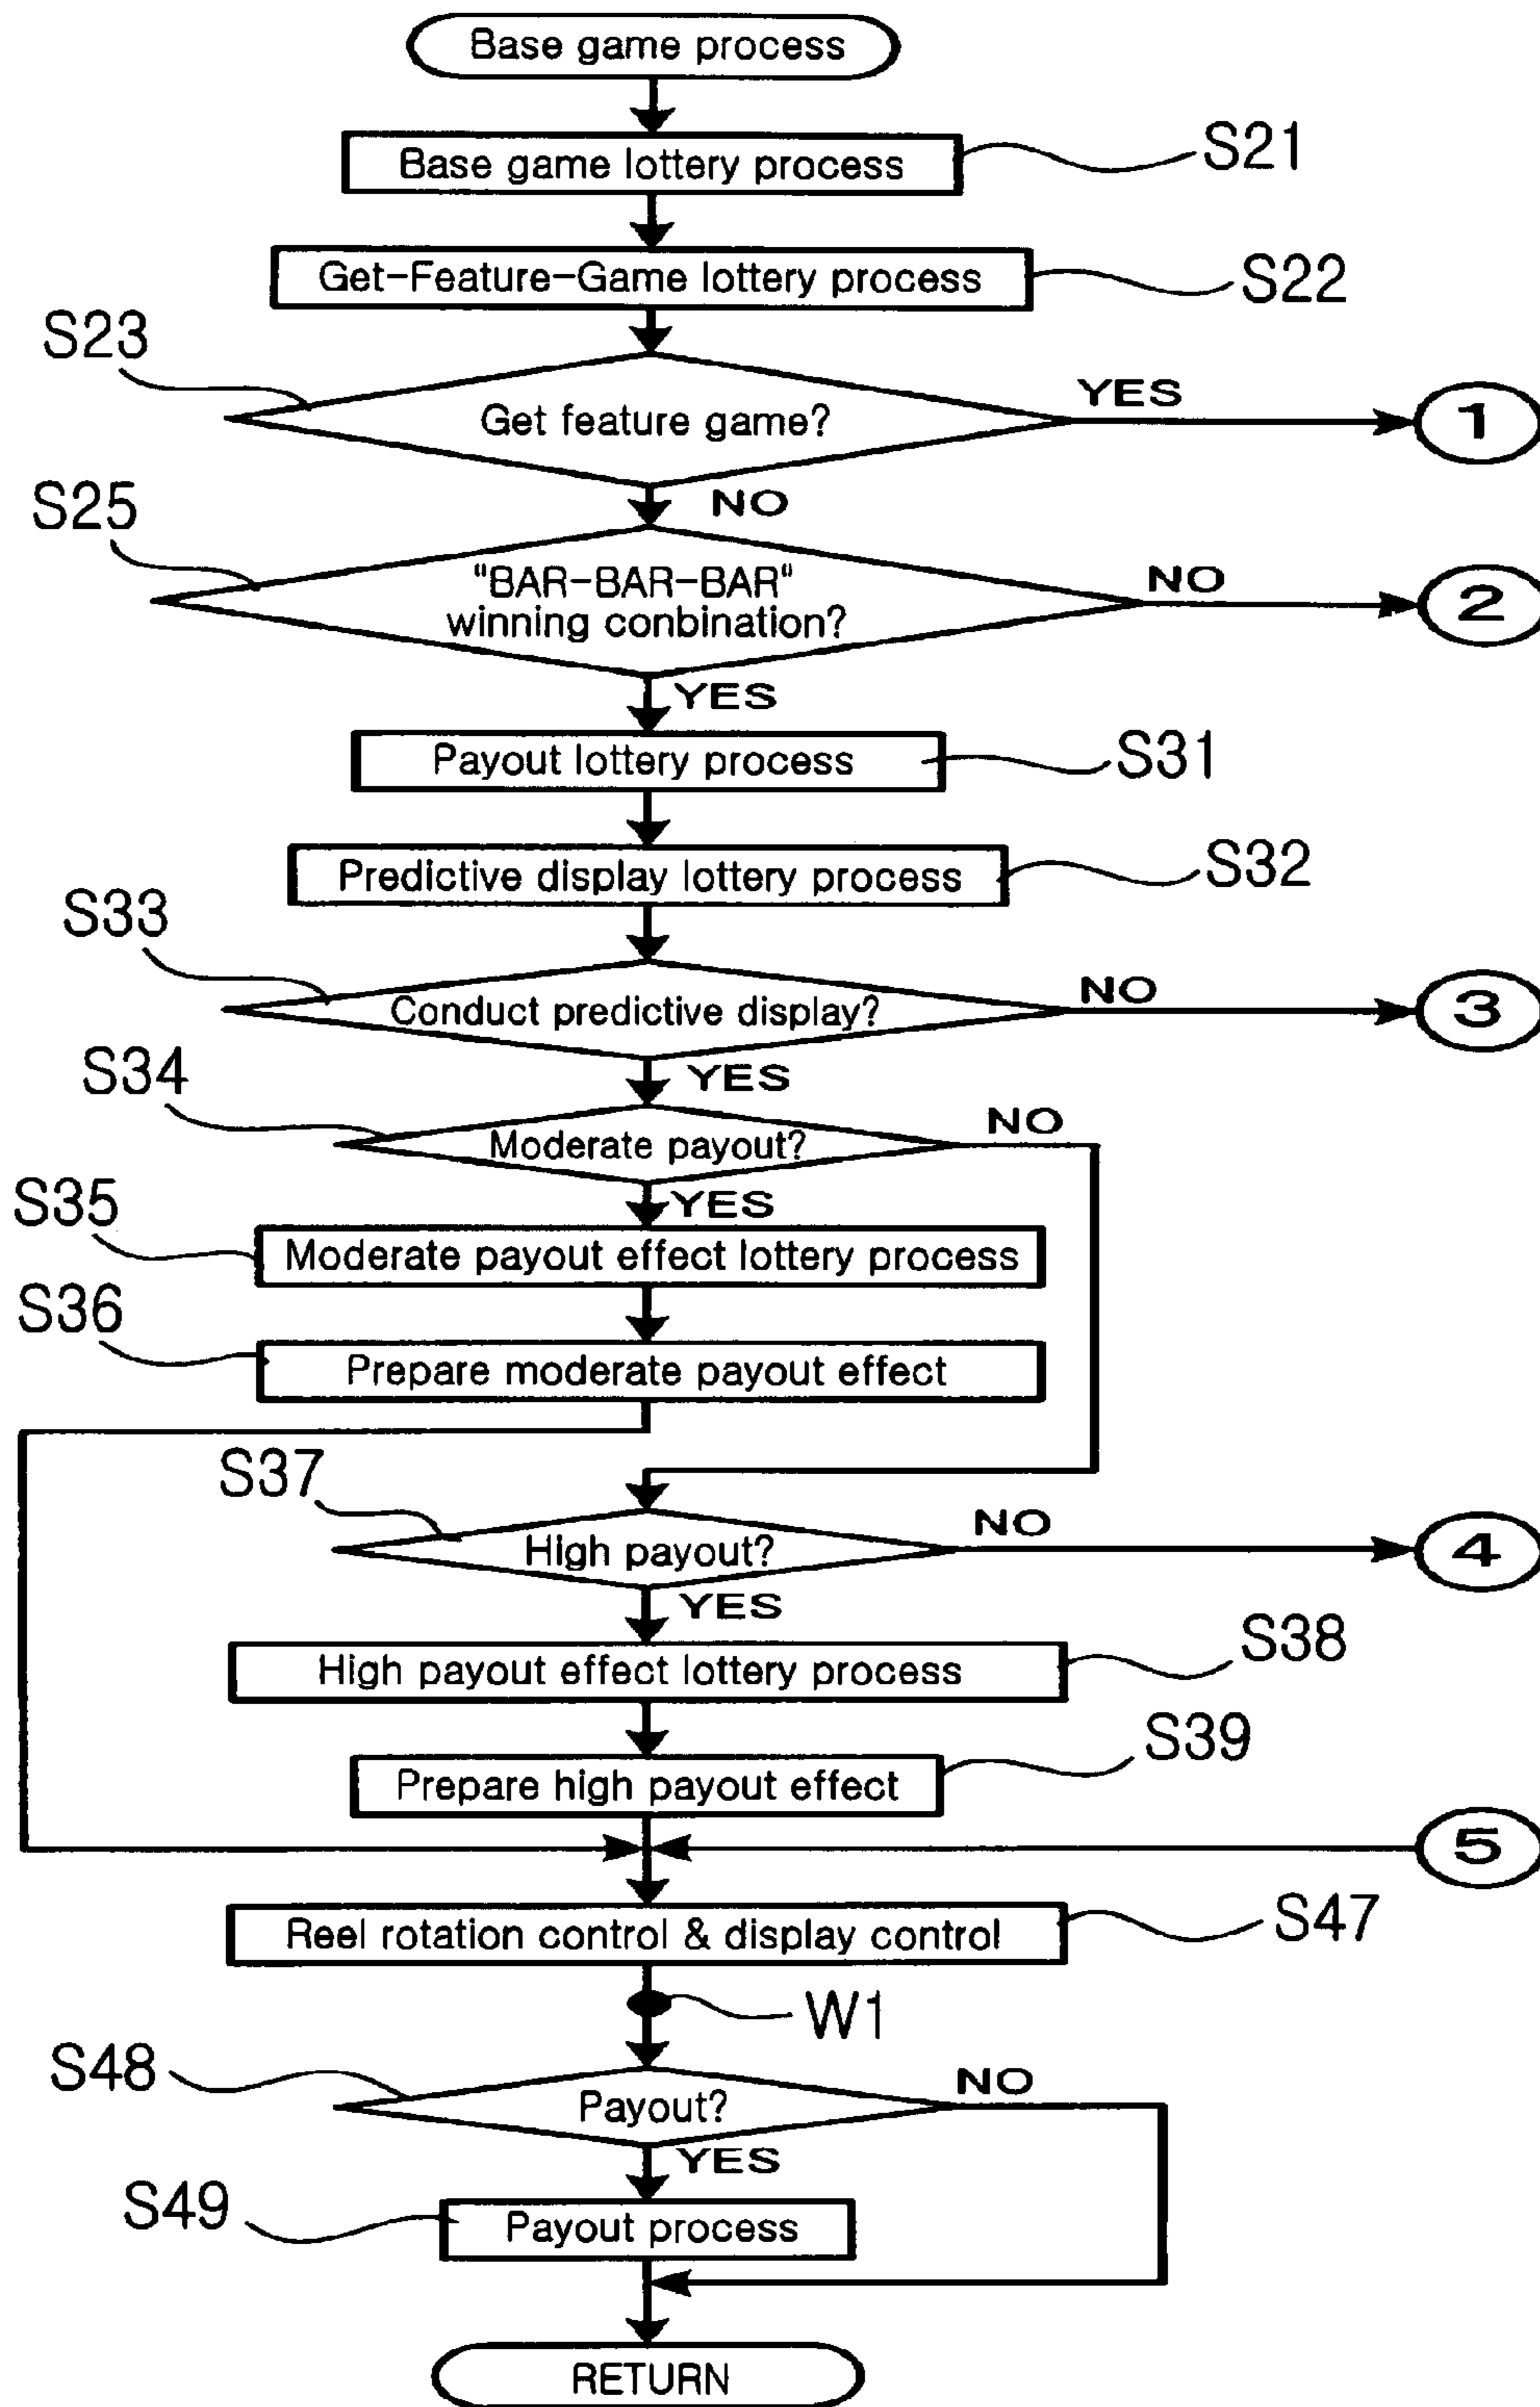 Base game process
Base game lottery process
S21
Get-Feature-Game lottery process
S22
S23
Get feature game?
YES
1
NO
S25
"BAR-BAR-BAR"
winning conbination?
NO
2
YES
Payout lottery process
S31
Predictive display lottery process
S32
S33
Conduct predictive display?
NO
3
YES
S34
Moderate payout?
NO
YES
S35
Moderate payout effect lottery process
S36
Prepare moderate payout effect
S37
High payout?
NO
4
YES
High payout effect lottery process
S38
Prepare high payout effect
S39
5
Reel rotation control & display control
S47
W1
S48
Payout?
NO
YES
S49
Payout process
RETURN